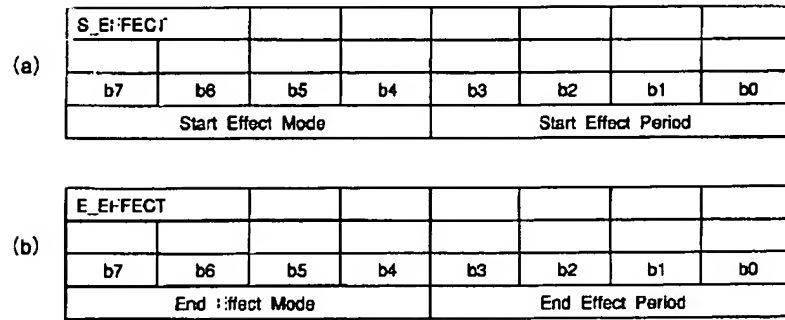 (a)
S_EFFECT
b7 b6 b5 b4 b3 b2 b1 b0
Start Effect Mode Start Effect Period
(b)
E_EFFECT
b7 b6 b5 b4 b3 b2 b1 b0
End Effect Mode End Effect Period